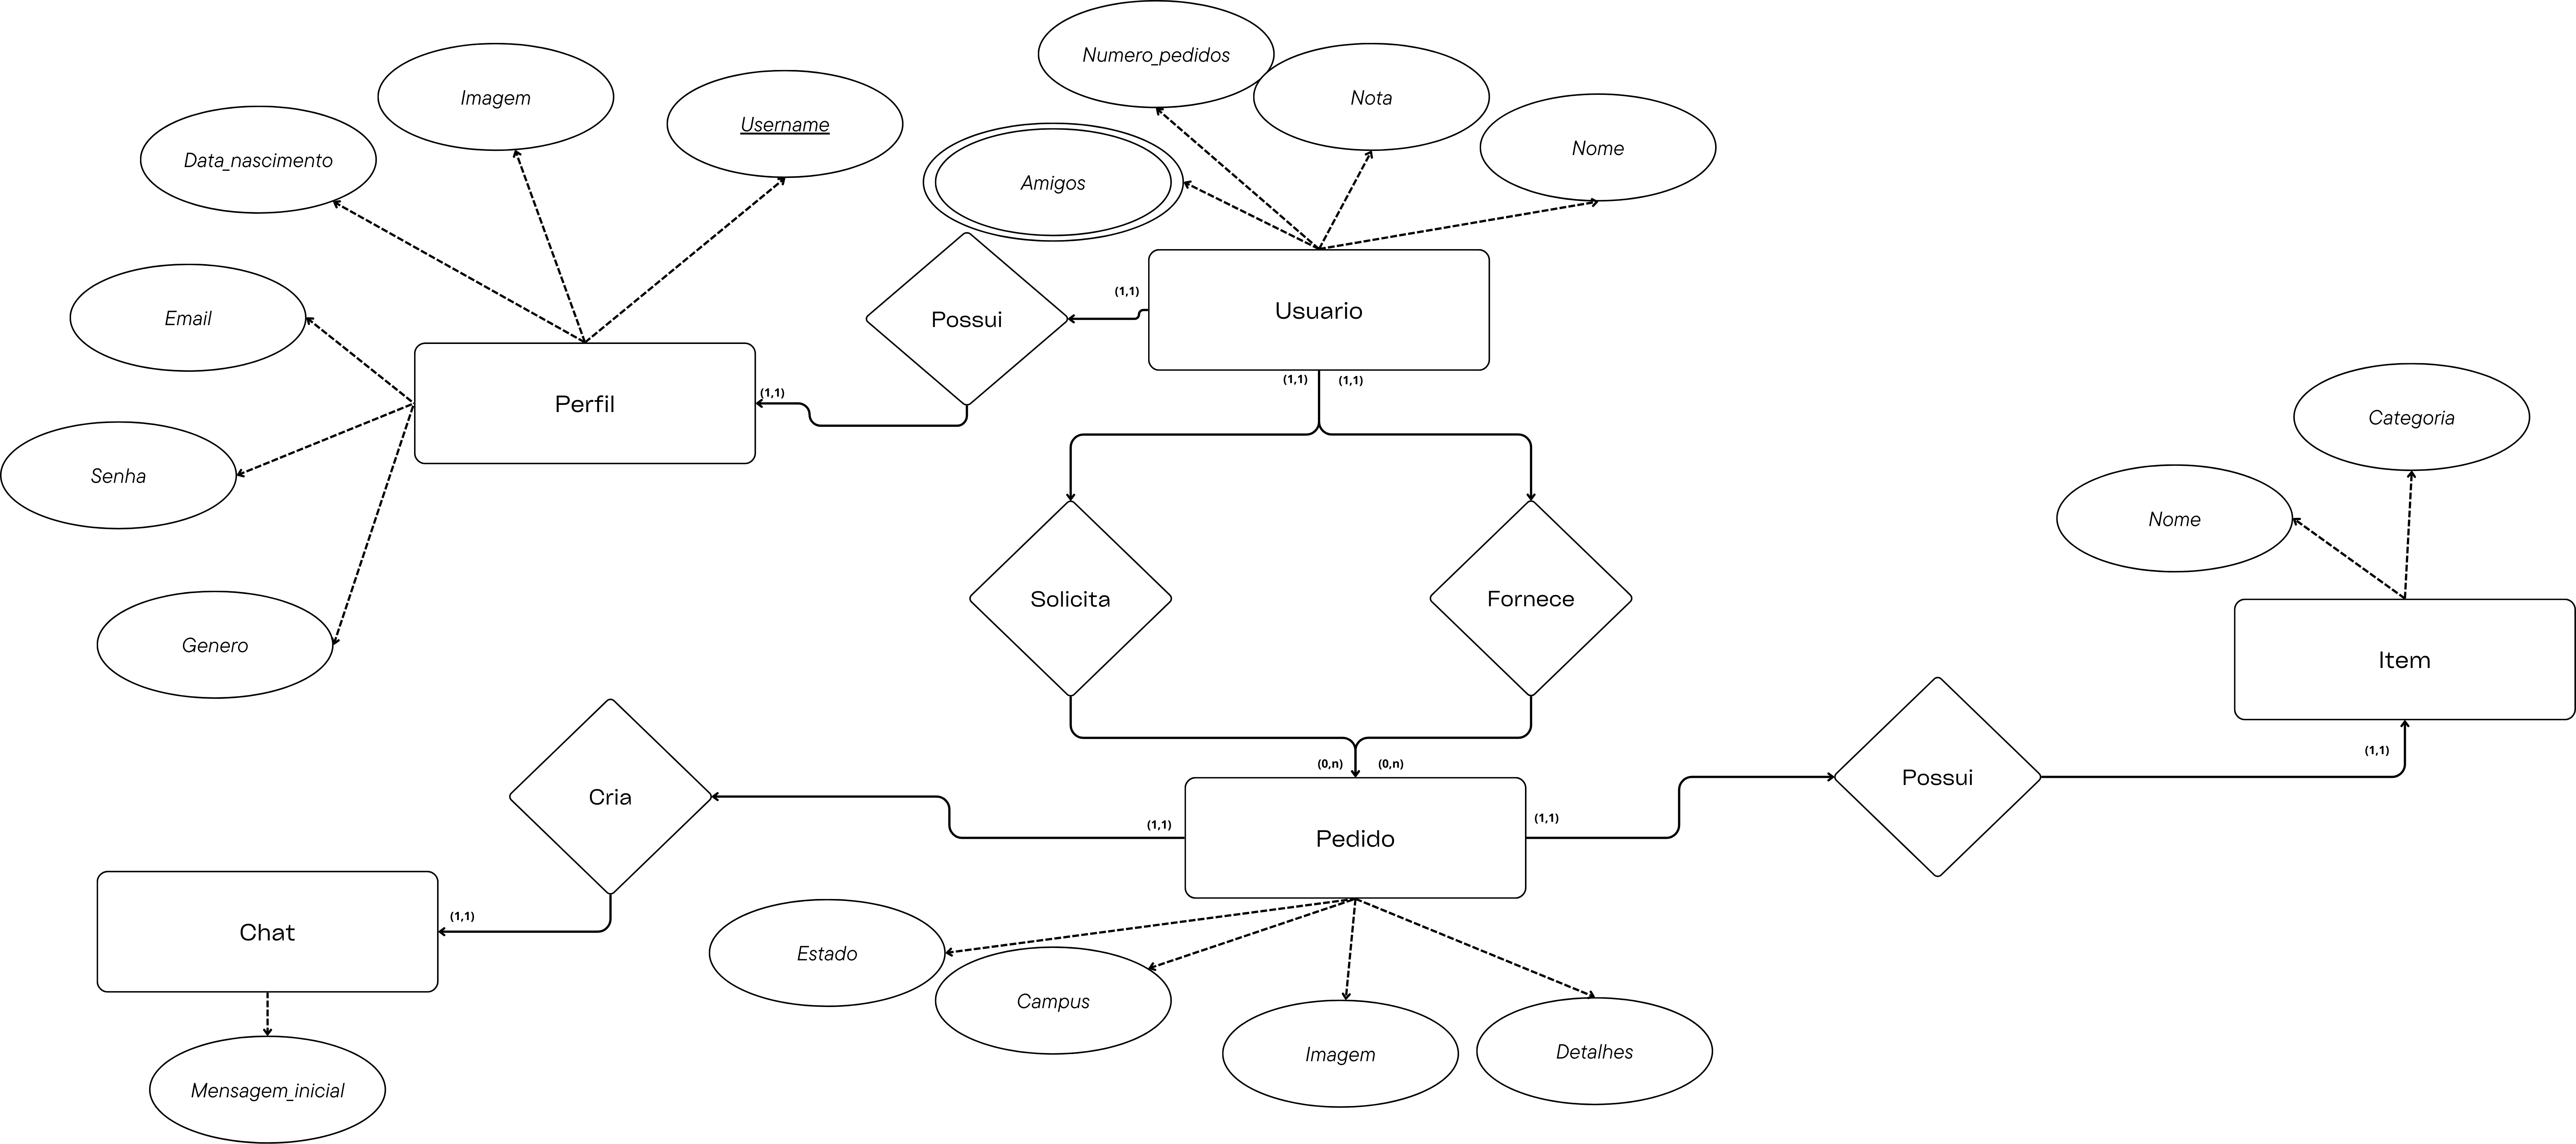 Numero_pedidos
Imagem
Nota
Username
Nome
Data_nascimento
Amigos
(1,1)
Usuario
Possui
Email
(1,1)
(1,1)
(1,1)
Perfil
Categoria
Senha
Nome
Solicita
Fornece
Genero
Item
(1,1)
(0,n)
(0,n)
Possui
Cria
(1,1)
(1,1)
Pedido
(1,1)
Chat
Estado
Campus
Imagem
Detalhes
Mensagem_inicial